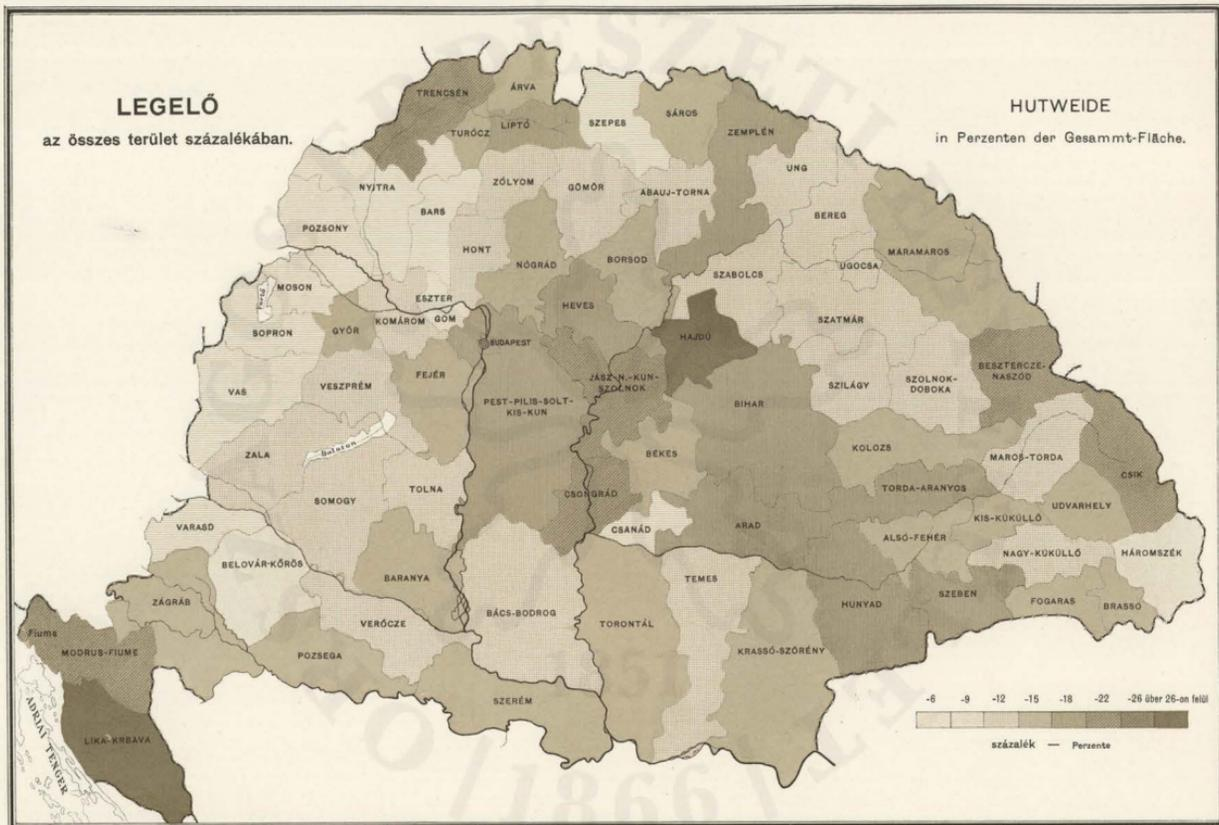 LEGELŐ
az összes terület százalékában.
HUTWEIDE
in Perzenten der Gesammt-Fläche.
TRENCSÉN
ÁRVA
LIPTÓ
TURÓCZ
SZEPES
SÁROS
ZEMPLÉN
UNG
NYITRA
ZÓLYOM
GÖMÖR
ABAUJ-TORNA
BARS
BEREG
POZSONY
HONT
NÓGRÁD
BORSOD
MÁRAMAROS
UGOCSA
SZABOLCS
MOSON
Fertő
ESZTER
GOM
HEVES
SOPRON
GYŐR
KOMÁROM
SZATMÁR
HAJDÚ
BUDAPEST
VAS
VESZPRÉM
FEJÉR
JÁSZ-N.-KUN-
SZOLNOK
SZILÁGY
SZOLNOK-
DOBOKA
BESZTERCZE-
NASZÓD
PEST-PILIS-SOLT-
KIS-KUN
BIHAR
Balaton
ZALA
BÉKÉS
KOLOZS
MAROS-TORDA
CSIK
SOMOGY
TOLNA
CSONGRÁD
TORDA-ARANYOS
UDVARHELY
VARASD
CSANÁD
ARAD
KIS-KÜKÜLLŐ
ALSÓ-FEHÉR
NAGY-KÜKÜLLŐ
HÁROMSZÉK
BELOVÁR-KŐRÖS
BARANYA
TEMES
ZÁGRÁB
BÁCS-BODROG
HUNYAD
SZEBEN
FOGARAS
BRASSÓ
VERŐCZE
TORONTÁL
Fiume
MODRUS-FIUME
POZSEGA
KRASSÓ-SZÖRÉNY
SZERÉM
LIKA-KRBAVA
ADRIAI TENGER
-6 -9 -12 -15 -18 -22 -26 über 26-on felül
százalék — Perzente
1851
1866